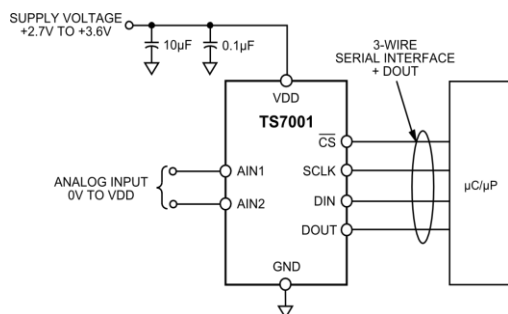 SUPPLY VOLTAGE
+2.7V TO +3.6V
10µF
0.1µF
3-WIRE
SERIAL INTERFACE
+ DOUT
VDD
TS7001
CS
SCLK
DIN
DOUT
AIN1
AIN2
ANALOG INPUT
0V TO VDD
GND
µC/µP